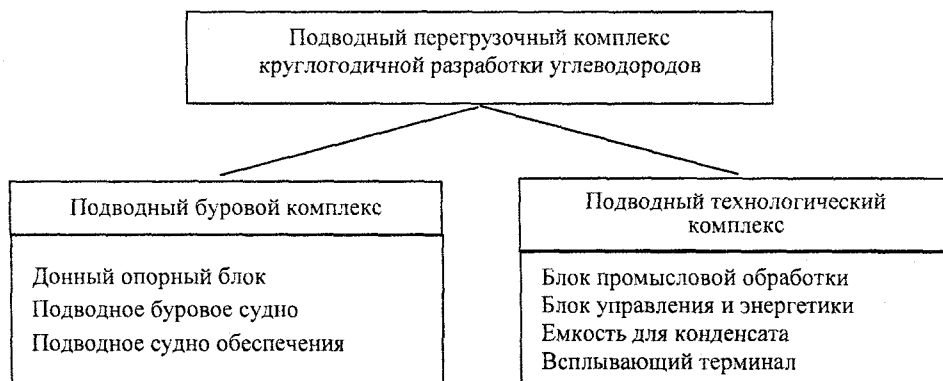 Подводный перегрузочный комплекс
круглогодичной разработки углеводородов
Подводный буровой комплекс
Донный опорный блок
Подводное буровое судно
Подводное судно обеспечения
Подводный технологический
комплекс
Блок промысловой обработки
Блок управления и энергетики
Емкость для конденсата
Всплывающий терминал